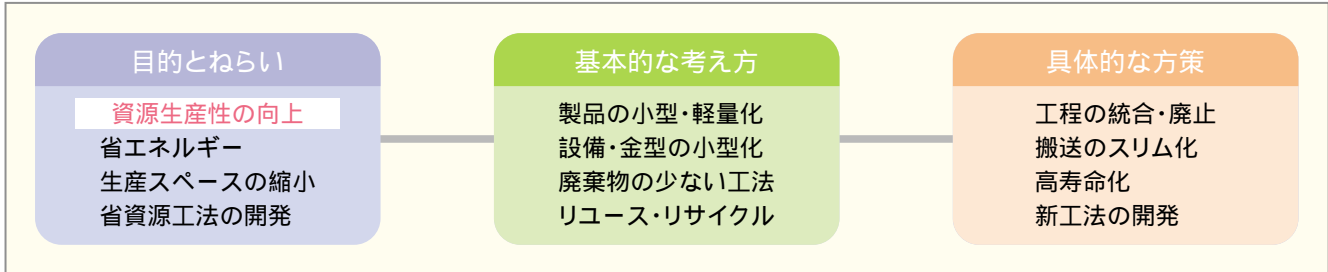 目的とねらい
資源生産性の向上
省エネルギー
生産スペースの縮小
省資源工法の開発
基本的な考え方
製品の小型・軽量化
設備・金型の小型化
廃棄物の少ない工法
リユース・リサイクル
具体的な方策
工程の統合・廃止
搬送のスリム化
高寿命化
新工法の開発